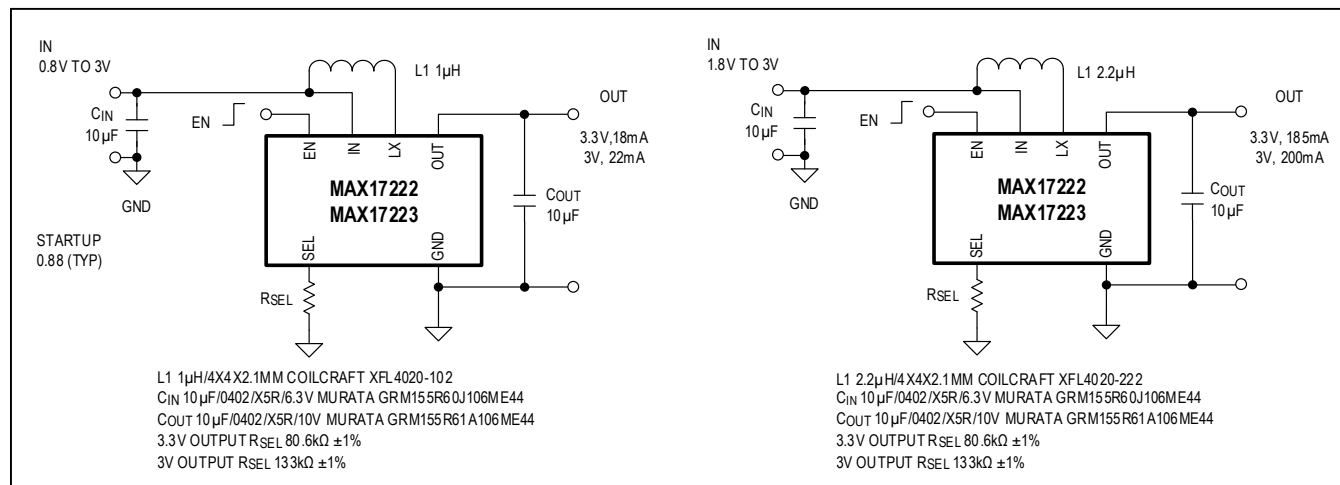 IN
0.8V TO 3V
L1 1µH
CIN
10µF
EN
OUT
3.3V,18mA
3V, 22mA
EN
IN
LX
OUT
MAX17222
MAX17223
COUT
10µF
GND
STARTUP
0.88 (TYP)
SEL
GND
RSEL
L1 1µH/4X4X2.1MM COILCRAFT XFL4020-102
CIN 10µF/0402/X5R/6.3V MURATA GRM155R60J106ME44
COUT 10µF/0402/X5R/10V MURATA GRM155R61A106ME44
3.3V OUTPUT RSEL 80.6kΩ ±1%
3V OUTPUT RSEL 133kΩ ±1%
IN
1.8V TO 3V
L1 2.2µH
CIN
10µF
EN
OUT
3.3V, 185mA
3V, 200mA
EN
IN
LX
OUT
MAX17222
MAX17223
COUT
10µF
GND
SEL
GND
RSEL
L1 2.2µH/4X4X2.1MM COILCRAFT XFL4020-222
CIN 10µF/0402/X5R/6.3V MURATA GRM155R60J106ME44
COUT 10µF/0402/X5R/10V MURATA GRM155R61A106ME44
3.3V OUTPUT RSEL 80.6kΩ ±1%
3V OUTPUT RSEL 133kΩ ±1%